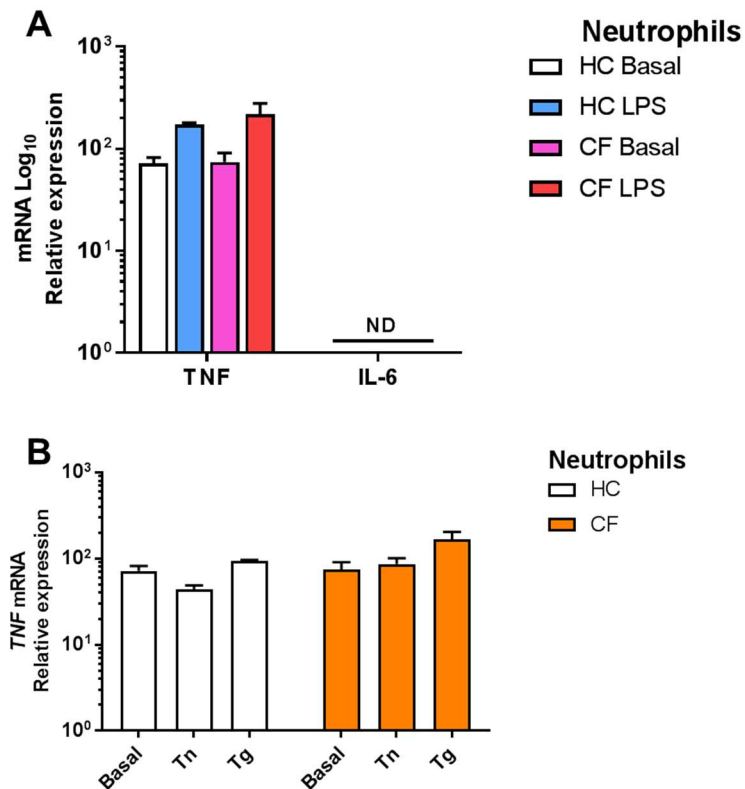 A
Neutrophils
HC Basal
HC LPS
CF Basal
CF LPS
mRNA Log10
Relative expression
10³
10²
10¹
10⁰
ND
TNF
IL-6
B
Neutrophils
HC
CF
TNF mRNA
Relative expression
10³
10²
10¹
10⁰
Basal
Tn
Tg
Basal
Tn
Tg